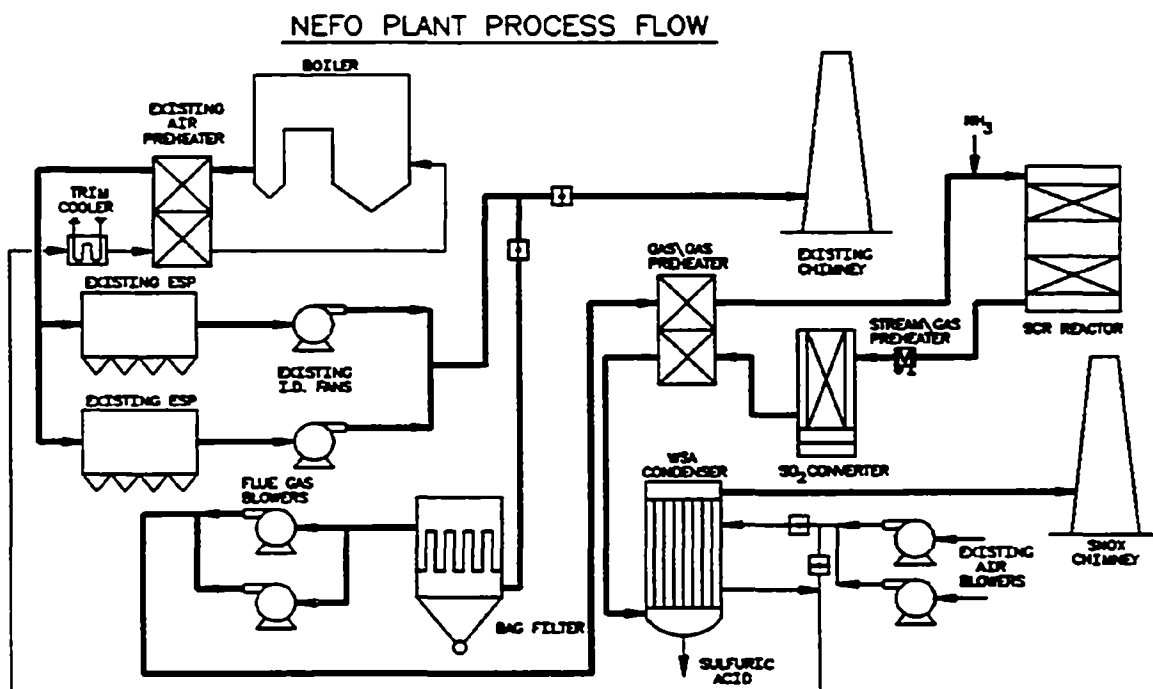 NEFO PLANT PROCESS FLOW
BOILER
EXISTING
AIR
PREHEATER
NH3
TRIM
COOLER
GAS\GAS
PREHEATER
EXISTING
CHIMNEY
EXISTING ESP
STREAM\GAS
PREHEATER
SCR REACTOR
EXISTING
I.D. FANS
EXISTING ESP
WSA
CONDENSER
SO2 CONVERTER
FLUE GAS
BLOWERS
EXISTING
AIR
BLOWERS
SNOX
CHIMNEY
BAG FILTER
SULFURIC
ACID